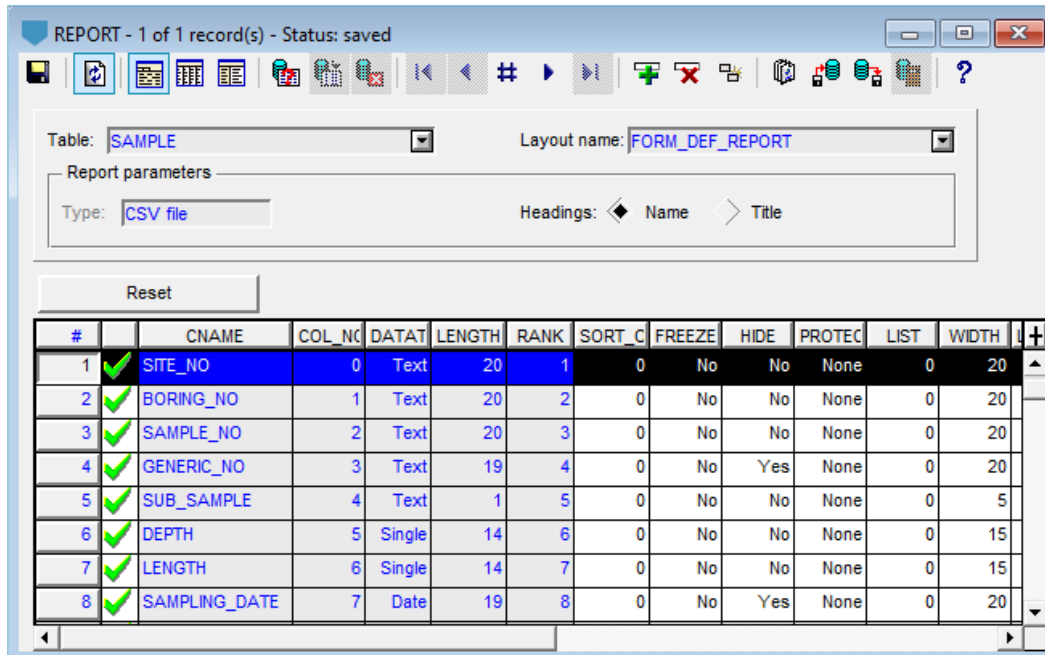 REPORT - 1 of 1 record(s) - Status: saved
Table: SAMPLE Layout name: FORM_DEF_REPORT
Report parameters
Type: CSV file Headings: Name Title
Reset
# CNAME COL_NO DATAT LENGTH RANK SORT_C FREEZE HIDE PROTEC LIST WIDTH L +
1 SITE_NO 0 Text 20 1 0 No No None 0 20
2 BORING_NO 1 Text 20 2 0 No No None 0 20
3 SAMPLE_NO 2 Text 20 3 0 No No None 0 20
4 GENERIC_NO 3 Text 19 4 0 No Yes None 0 20
5 SUB_SAMPLE 4 Text 1 5 0 No No None 0 5
6 DEPTH 5 Single 14 6 0 No No None 0 15
7 LENGTH 6 Single 14 7 0 No No None 0 15
8 SAMPLING_DATE 7 Date 19 8 0 No Yes None 0 20